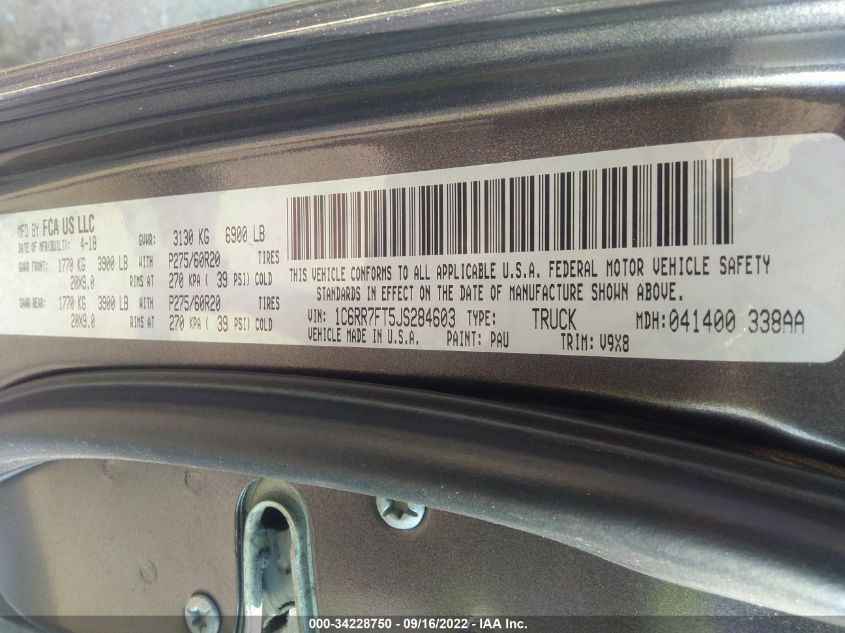 MFD BY FCA US LLC
DATE OF MFR(BUILT): 4-18 GVWR: 3130 KG 6900 LB
GAWR FRONT: 1770 KG 3900 LB WITH P275/60R20 TIRES
20X9.0 RIMS AT 270 KPA ( 39 PSI) COLD
GAWR REAR: 1770 KG 3900 LB WITH P275/60R20 TIRES
20X9.0 RIMS AT 270 KPA ( 39 PSI) COLD
THIS VEHICLE CONFORMS TO ALL APPLICABLE U.S.A. FEDERAL MOTOR VEHICLE SAFETY
STANDARDS IN EFFECT ON THE DATE OF MANUFACTURE SHOWN ABOVE.
VIN: 1C6RR7FT5JS284603 TYPE: TRUCK MDH: 041400 338AA
VEHICLE MADE IN U.S.A. PAINT: PAU TRIM: V9X8
000-34228750 - 09/16/2022 - IAA Inc.